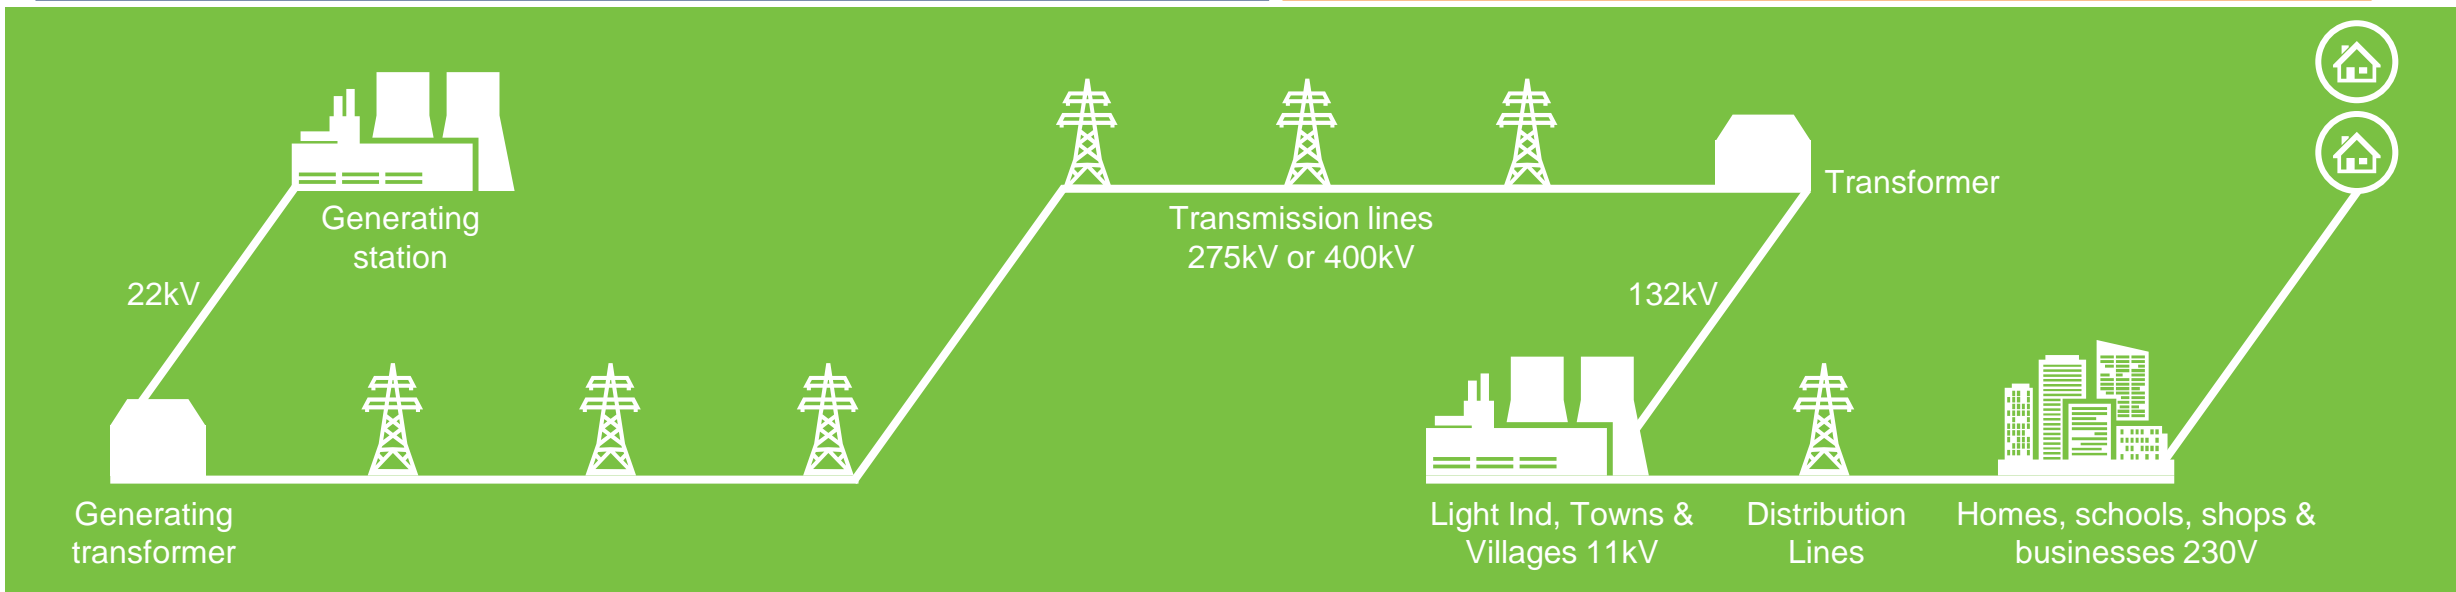 Generating
station
22kV
Generating
transformer
Transmission lines
275kV or 400kV
Transformer
132kV
Light Ind, Towns &
Villages 11kV
Distribution
Lines
Homes, schools, shops &
businesses 230V